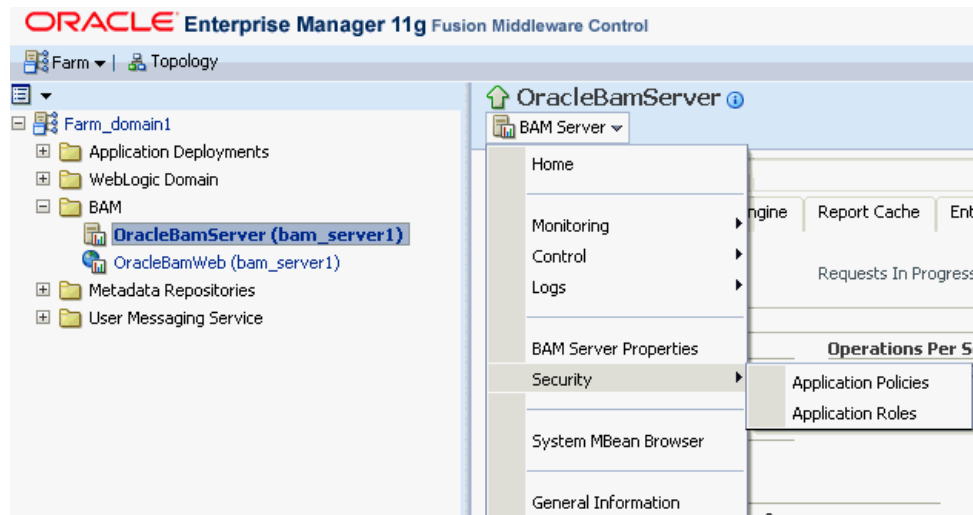 ORACLE Enterprise Manager 11g Fusion Middleware Control
Farm Topology
Farm_domain1
Application Deployments
WebLogic Domain
BAM
OracleBamServer (bam_server1)
OracleBamWeb (bam_server1)
Metadata Repositories
User Messaging Service
OracleBamServer
BAM Server
Home
Monitoring
Control
Logs
BAM Server Properties
Security
System MBean Browser
General Information
Application Policies
Application Roles
ngine Report Cache Ent
Requests In Progress
Operations Per S